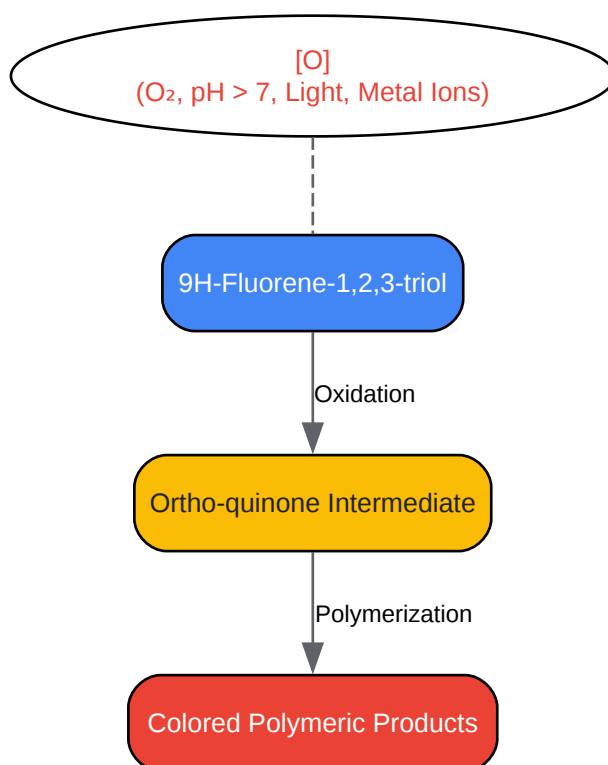 [O]
(O₂, pH > 7, Light, Metal Ions)
9H-Fluorene-1,2,3-triol
Oxidation
Ortho-quinone Intermediate
Polymerization
Colored Polymeric Products